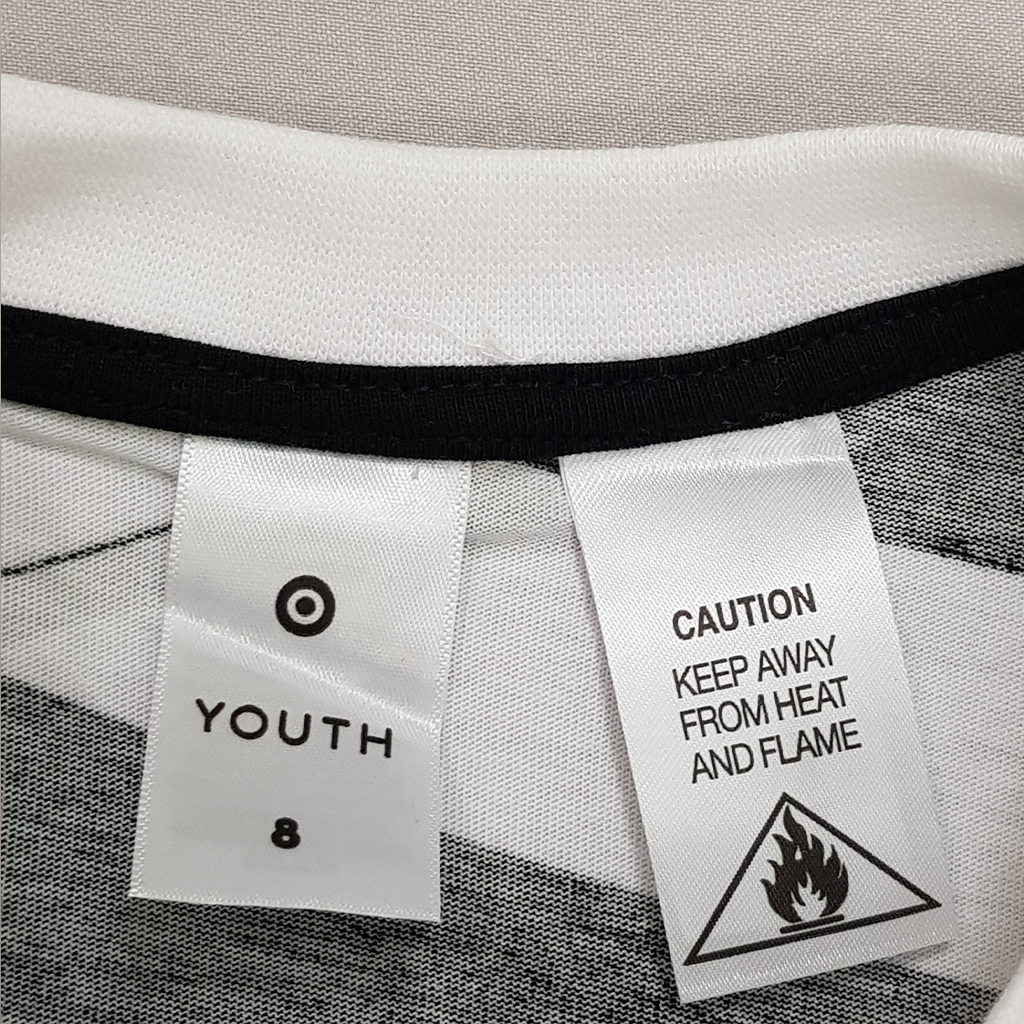 YOUTH
8
CAUTION
KEEP AWAY
FROM HEAT
AND FLAME